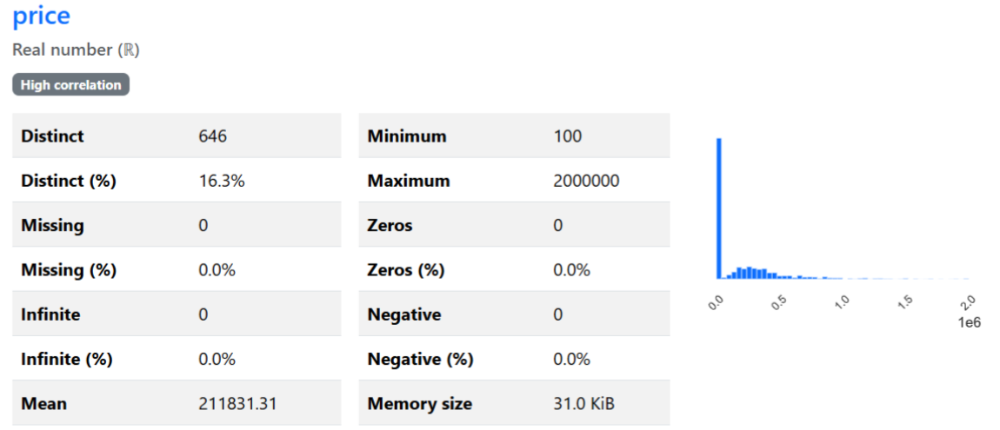 price
Real number (ℝ)
High correlation
Distinct 646
Distinct (%) 16.3%
Missing 0
Missing (%) 0.0%
Infinite 0
Infinite (%) 0.0%
Mean 211831.31
Minimum 100
Maximum 2000000
Zeros 0
Zeros (%) 0.0%
Negative 0
Negative (%) 0.0%
Memory size 31.0 KiB
0.0 0.5 1.0 1.5 2.0
1e6